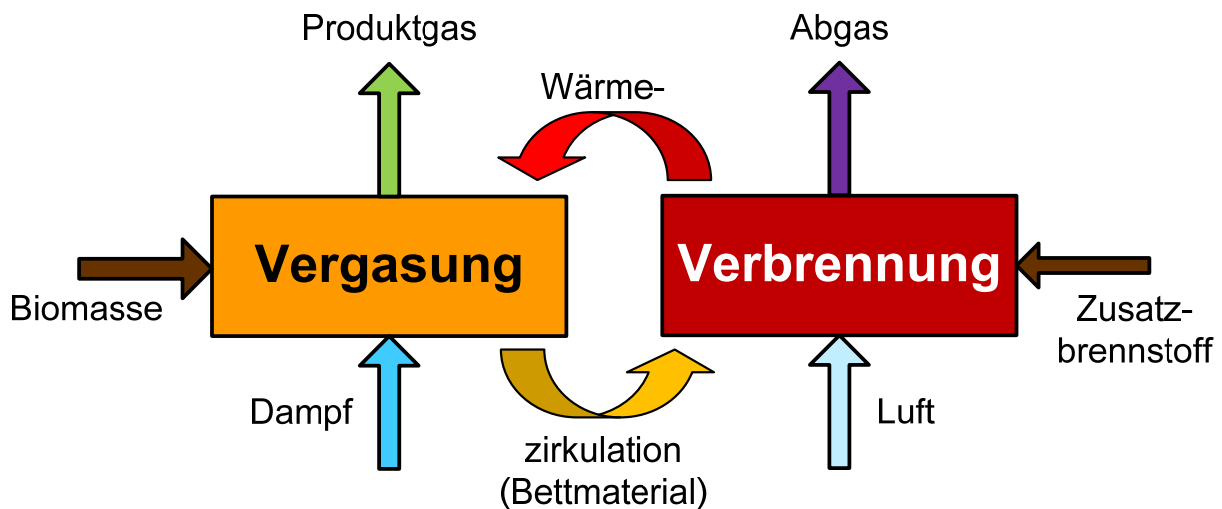 Produktgas
Abgas
Wärme-
Vergasung
Verbrennung
Biomasse
Zusatz-
brennstoff
Dampf
Luft
zirkulation
(Bettmaterial)